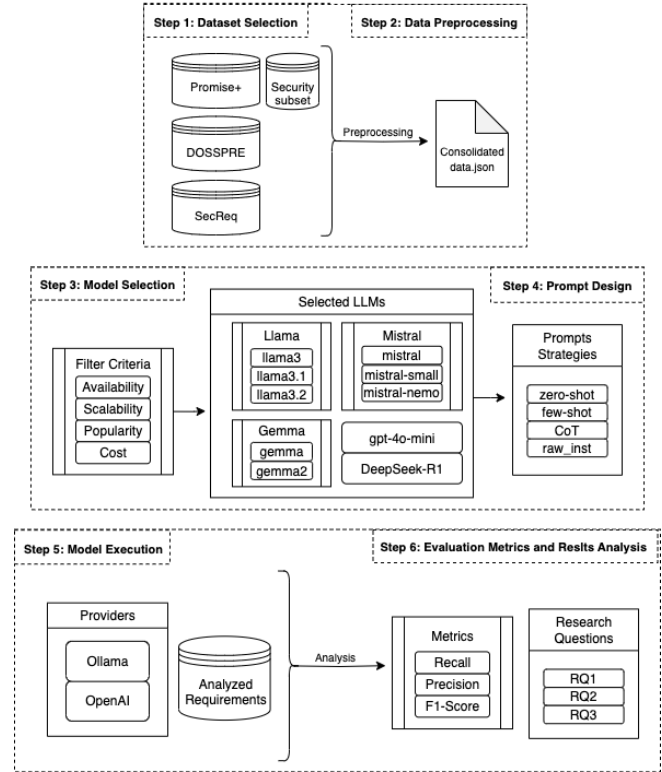 Step 1: Dataset Selection
Step 2: Data Preprocessing
Promise+
Security
subset
DOSSPRE
SecReq
Preprocessing
Consolidated
data.json
Step 3: Model Selection
Step 4: Prompt Design
Filter Criteria
Availability
Scalability
Popularity
Cost
Selected LLMs
Llama
llama3
llama3.1
llama3.2
Mistral
mistral
mistral-small
mistral-nemo
Gemma
gemma
gemma2
gpt-4o-mini
DeepSeek-R1
Prompts
Strategies
zero-shot
few-shot
CoT
raw_inst
Step 5: Model Execution
Step 6: Evaluation Metrics and Reslts Analysis
Providers
Ollama
OpenAI
Analyzed
Requirements
Analysis
Metrics
Recall
Precision
F1-Score
Research
Questions
RQ1
RQ2
RQ3